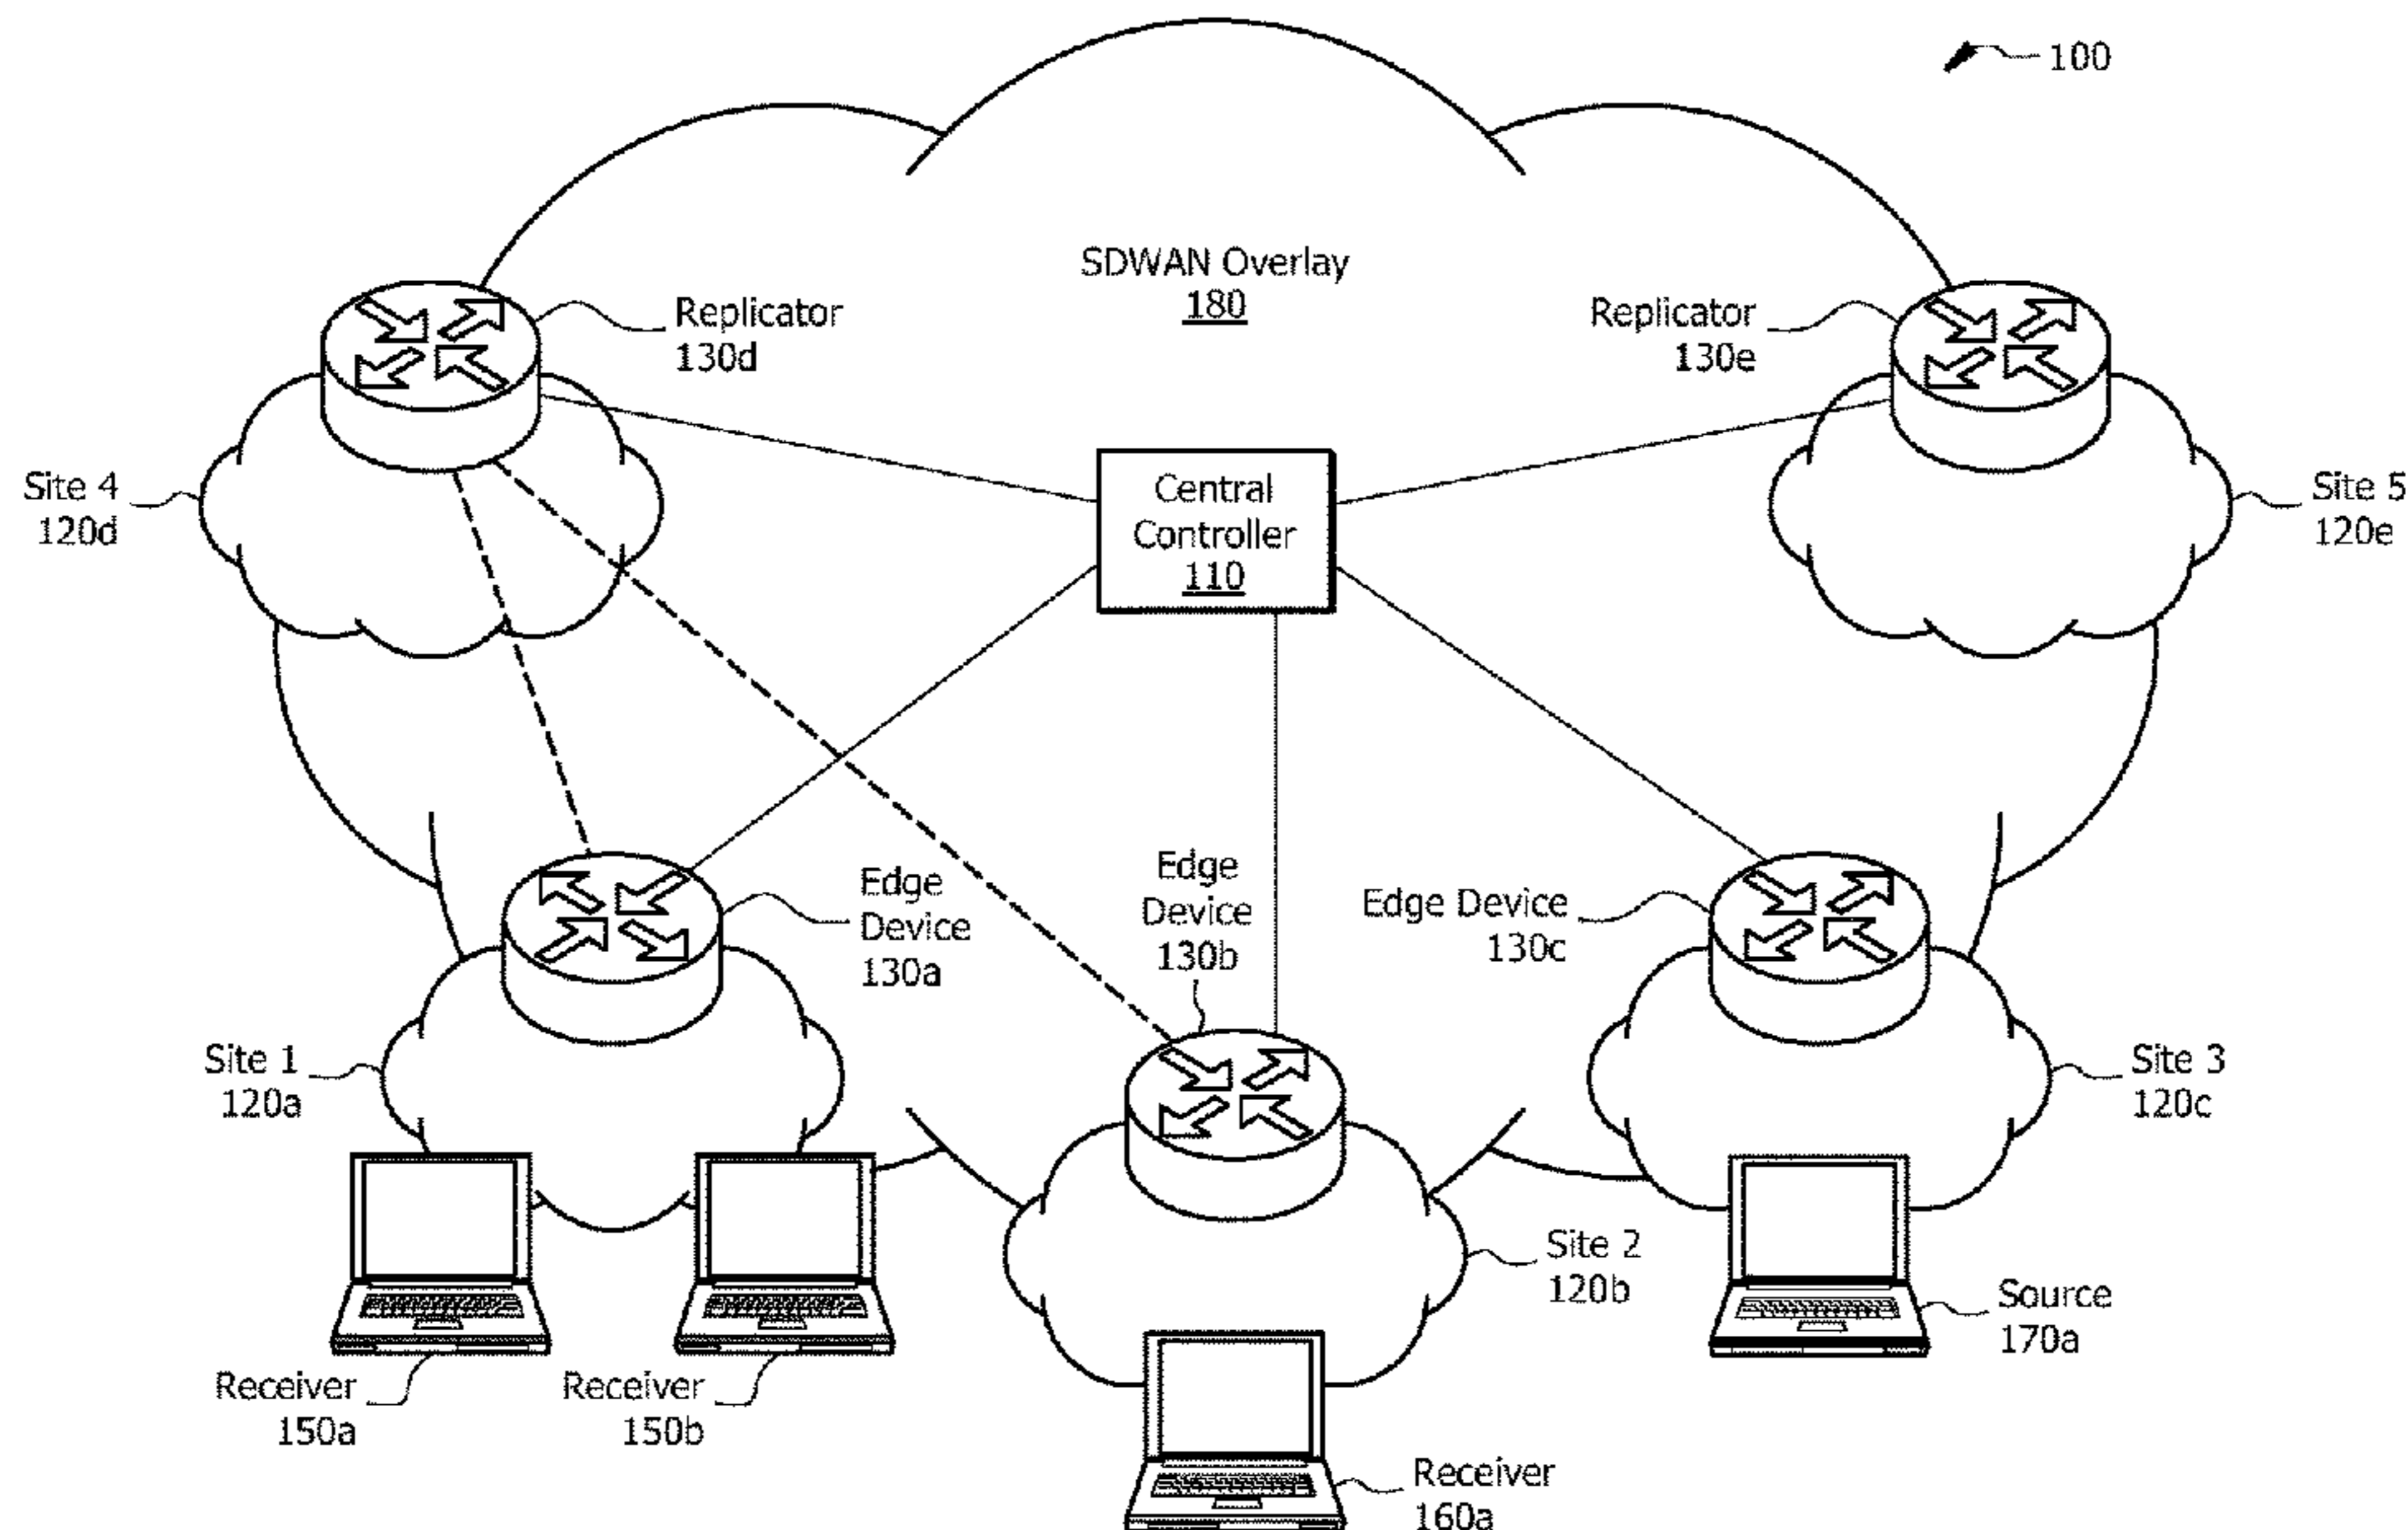 100
SDWAN Overlay
180
Replicator
130d
Replicator
130e
Site 4
120d
Central
Controller
110
Site 5
120e
Edge
Device
130a
Edge
Device
130b
Edge Device
130c
Site 1
120a
Site 3
120c
Site 2
120b
Source
170a
Receiver
150a
Receiver
150b
Receiver
160a